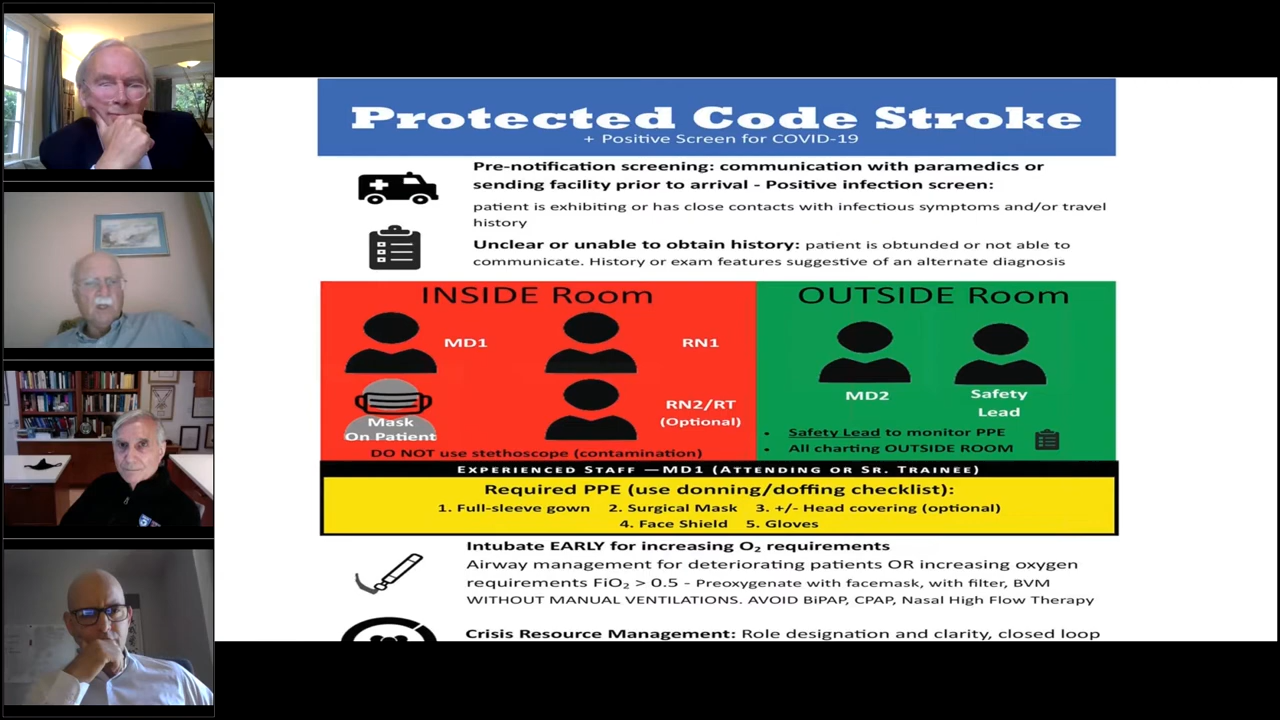 Protected Code Stroke
+ Positive Screen for COVID-19
Pre-notification screening: communication with paramedics or
sending facility prior to arrival - Positive infection screen:
patient is exhibiting or has close contacts with infectious symptoms and/or travel
history
Unclear or unable to obtain history: patient is obtunded or not able to
communicate. History or exam features suggestive of an alternate diagnosis
INSIDE Room
MD1
RN1
Mask
On Patient
RN2/RT
(Optional)
DO NOT use stethoscope (contamination)
OUTSIDE Room
MD2
Safety
Lead
• Safety Lead to monitor PPE
• All charting OUTSIDE ROOM
EXPERIENCED STAFF —MD1 (ATTENDING OR SR. TRAINEE)
Required PPE (use donning/doffing checklist):
1. Full-sleeve gown 2. Surgical Mask 3. +/- Head covering (optional)
4. Face Shield 5. Gloves
Intubate EARLY for increasing O₂ requirements
Airway management for deteriorating patients OR increasing oxygen
requirements FiO₂ > 0.5 - Preoxygenate with facemask, with filter, BVM
WITHOUT MANUAL VENTILATIONS. AVOID BiPAP, CPAP, Nasal High Flow Therapy
Crisis Resource Management: Role designation and clarity, closed loop